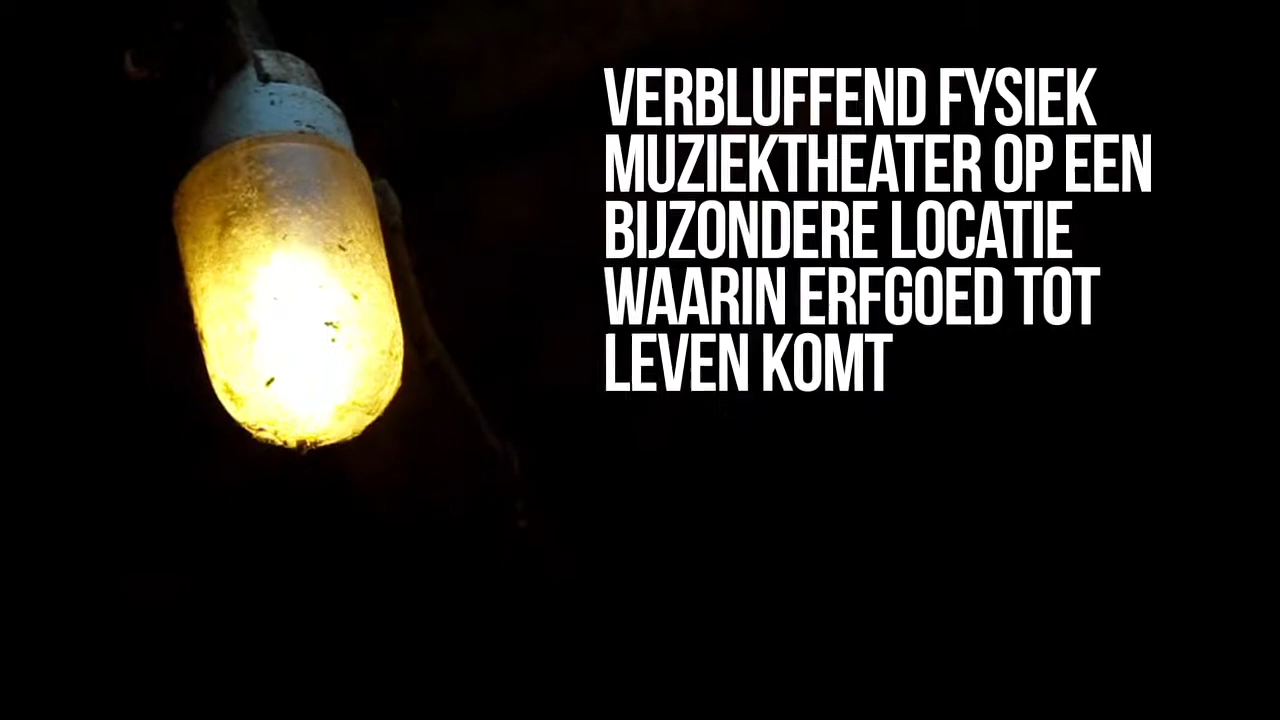 VERBLUFFEND FYSIEK
MUZIEKTHEATER OP EEN
BIJZONDERE LOCATIE
WAARIN ERFGOED TOT
LEVEN KOMT